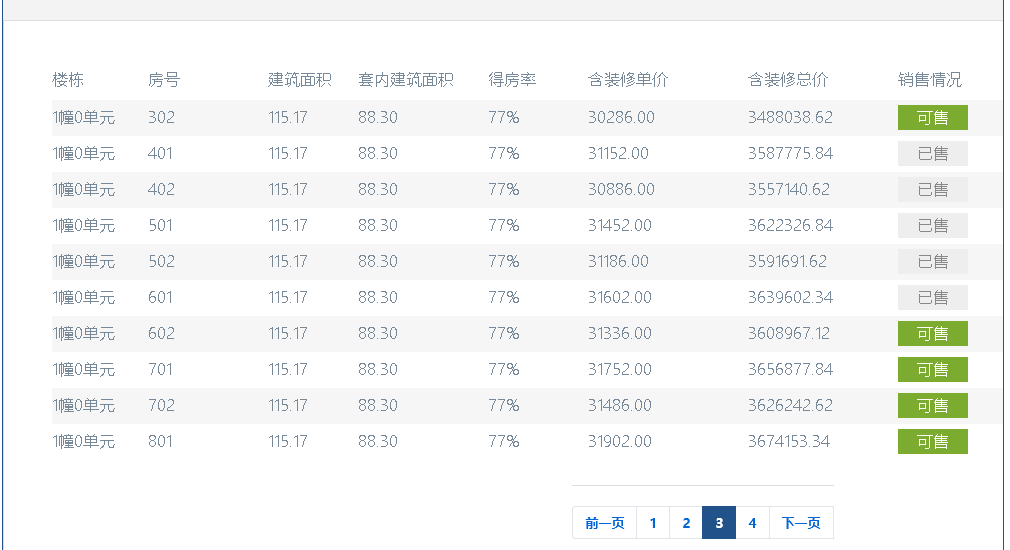 楼栋 房号 建筑面积 套内建筑面积 得房率 含装修单价 含装修总价 销售情况
1幢0单元 302 115.17 88.30 77% 30286.00 3488038.62 可售
1幢0单元 401 115.17 88.30 77% 31152.00 3587775.84 已售
1幢0单元 402 115.17 88.30 77% 30886.00 3557140.62 已售
1幢0单元 501 115.17 88.30 77% 31452.00 3622326.84 已售
1幢0单元 502 115.17 88.30 77% 31186.00 3591691.62 已售
1幢0单元 601 115.17 88.30 77% 31602.00 3639602.34 已售
1幢0单元 602 115.17 88.30 77% 31336.00 3608967.12 可售
1幢0单元 701 115.17 88.30 77% 31752.00 3656877.84 可售
1幢0单元 702 115.17 88.30 77% 31486.00 3626242.62 可售
1幢0单元 801 115.17 88.30 77% 31902.00 3674153.34 可售
前一页 1 2 3 4 下一页